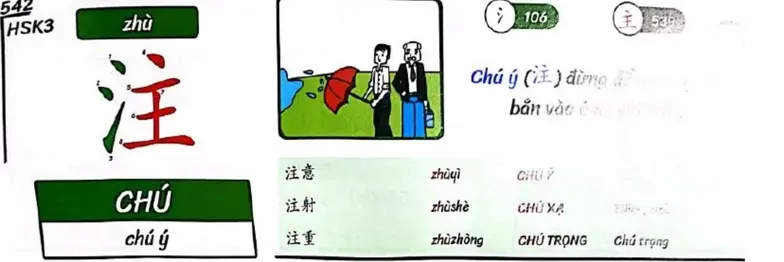 542
HSK3
zhù
注
CHÚ
chú ý
氵 106
主 539
Chú ý (注) đừng để
bắn vào
注意 zhùyì CHÚ Ý
注射 zhùshè CHÚ XẠ
注重 zhùzhòng CHÚ TRỌNG Chú trọng